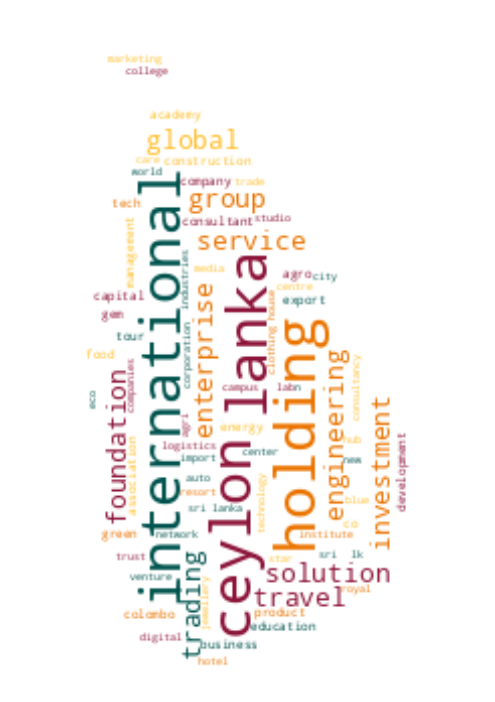 marketing
college
academy
global
care construction
world
company trade
tech
group
consultant studio
management
service
international
industries
media
ceylon lanka
agro city
centre
capital
export
gem
enterprise
clothing house
holding
tour
corporation
food
companies
engineering
consultancy
eco
foundation
campus
labn
investment
agri
energy
association
logistics
hub
development
import
center
new
auto
technology
resort
blue
sri lanka
co
green
network
institute
trust
star
sri
lk
venture
trading
solution
jewellery
travel
royal
colombo
product
education
digital
business
hotel